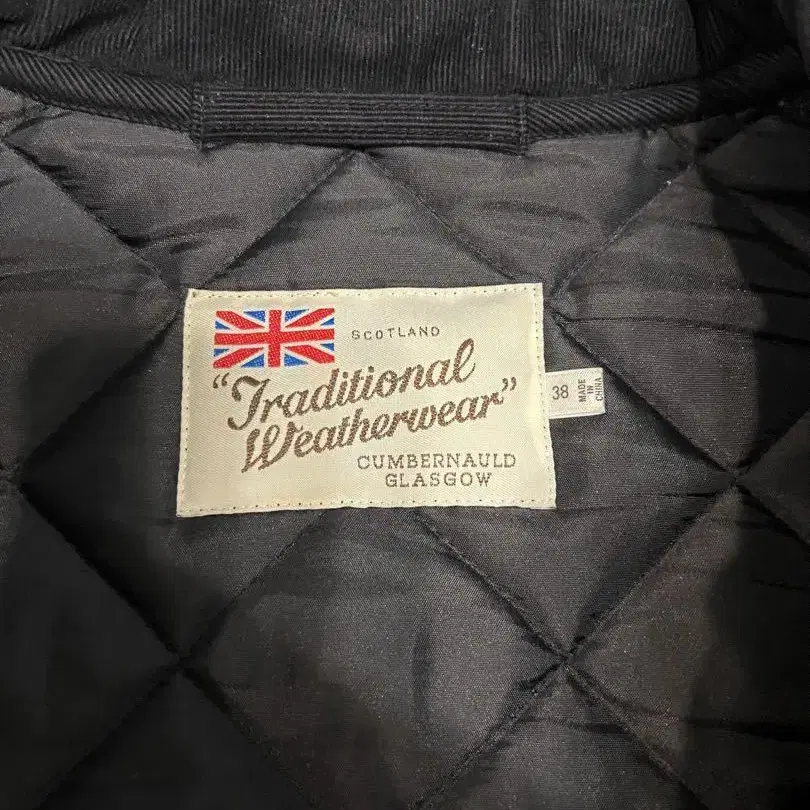 SCOTLAND
"Traditional
Weatherwear"
CUMBERNAULD
GLASGOW
38
MADE
IN
CHINA